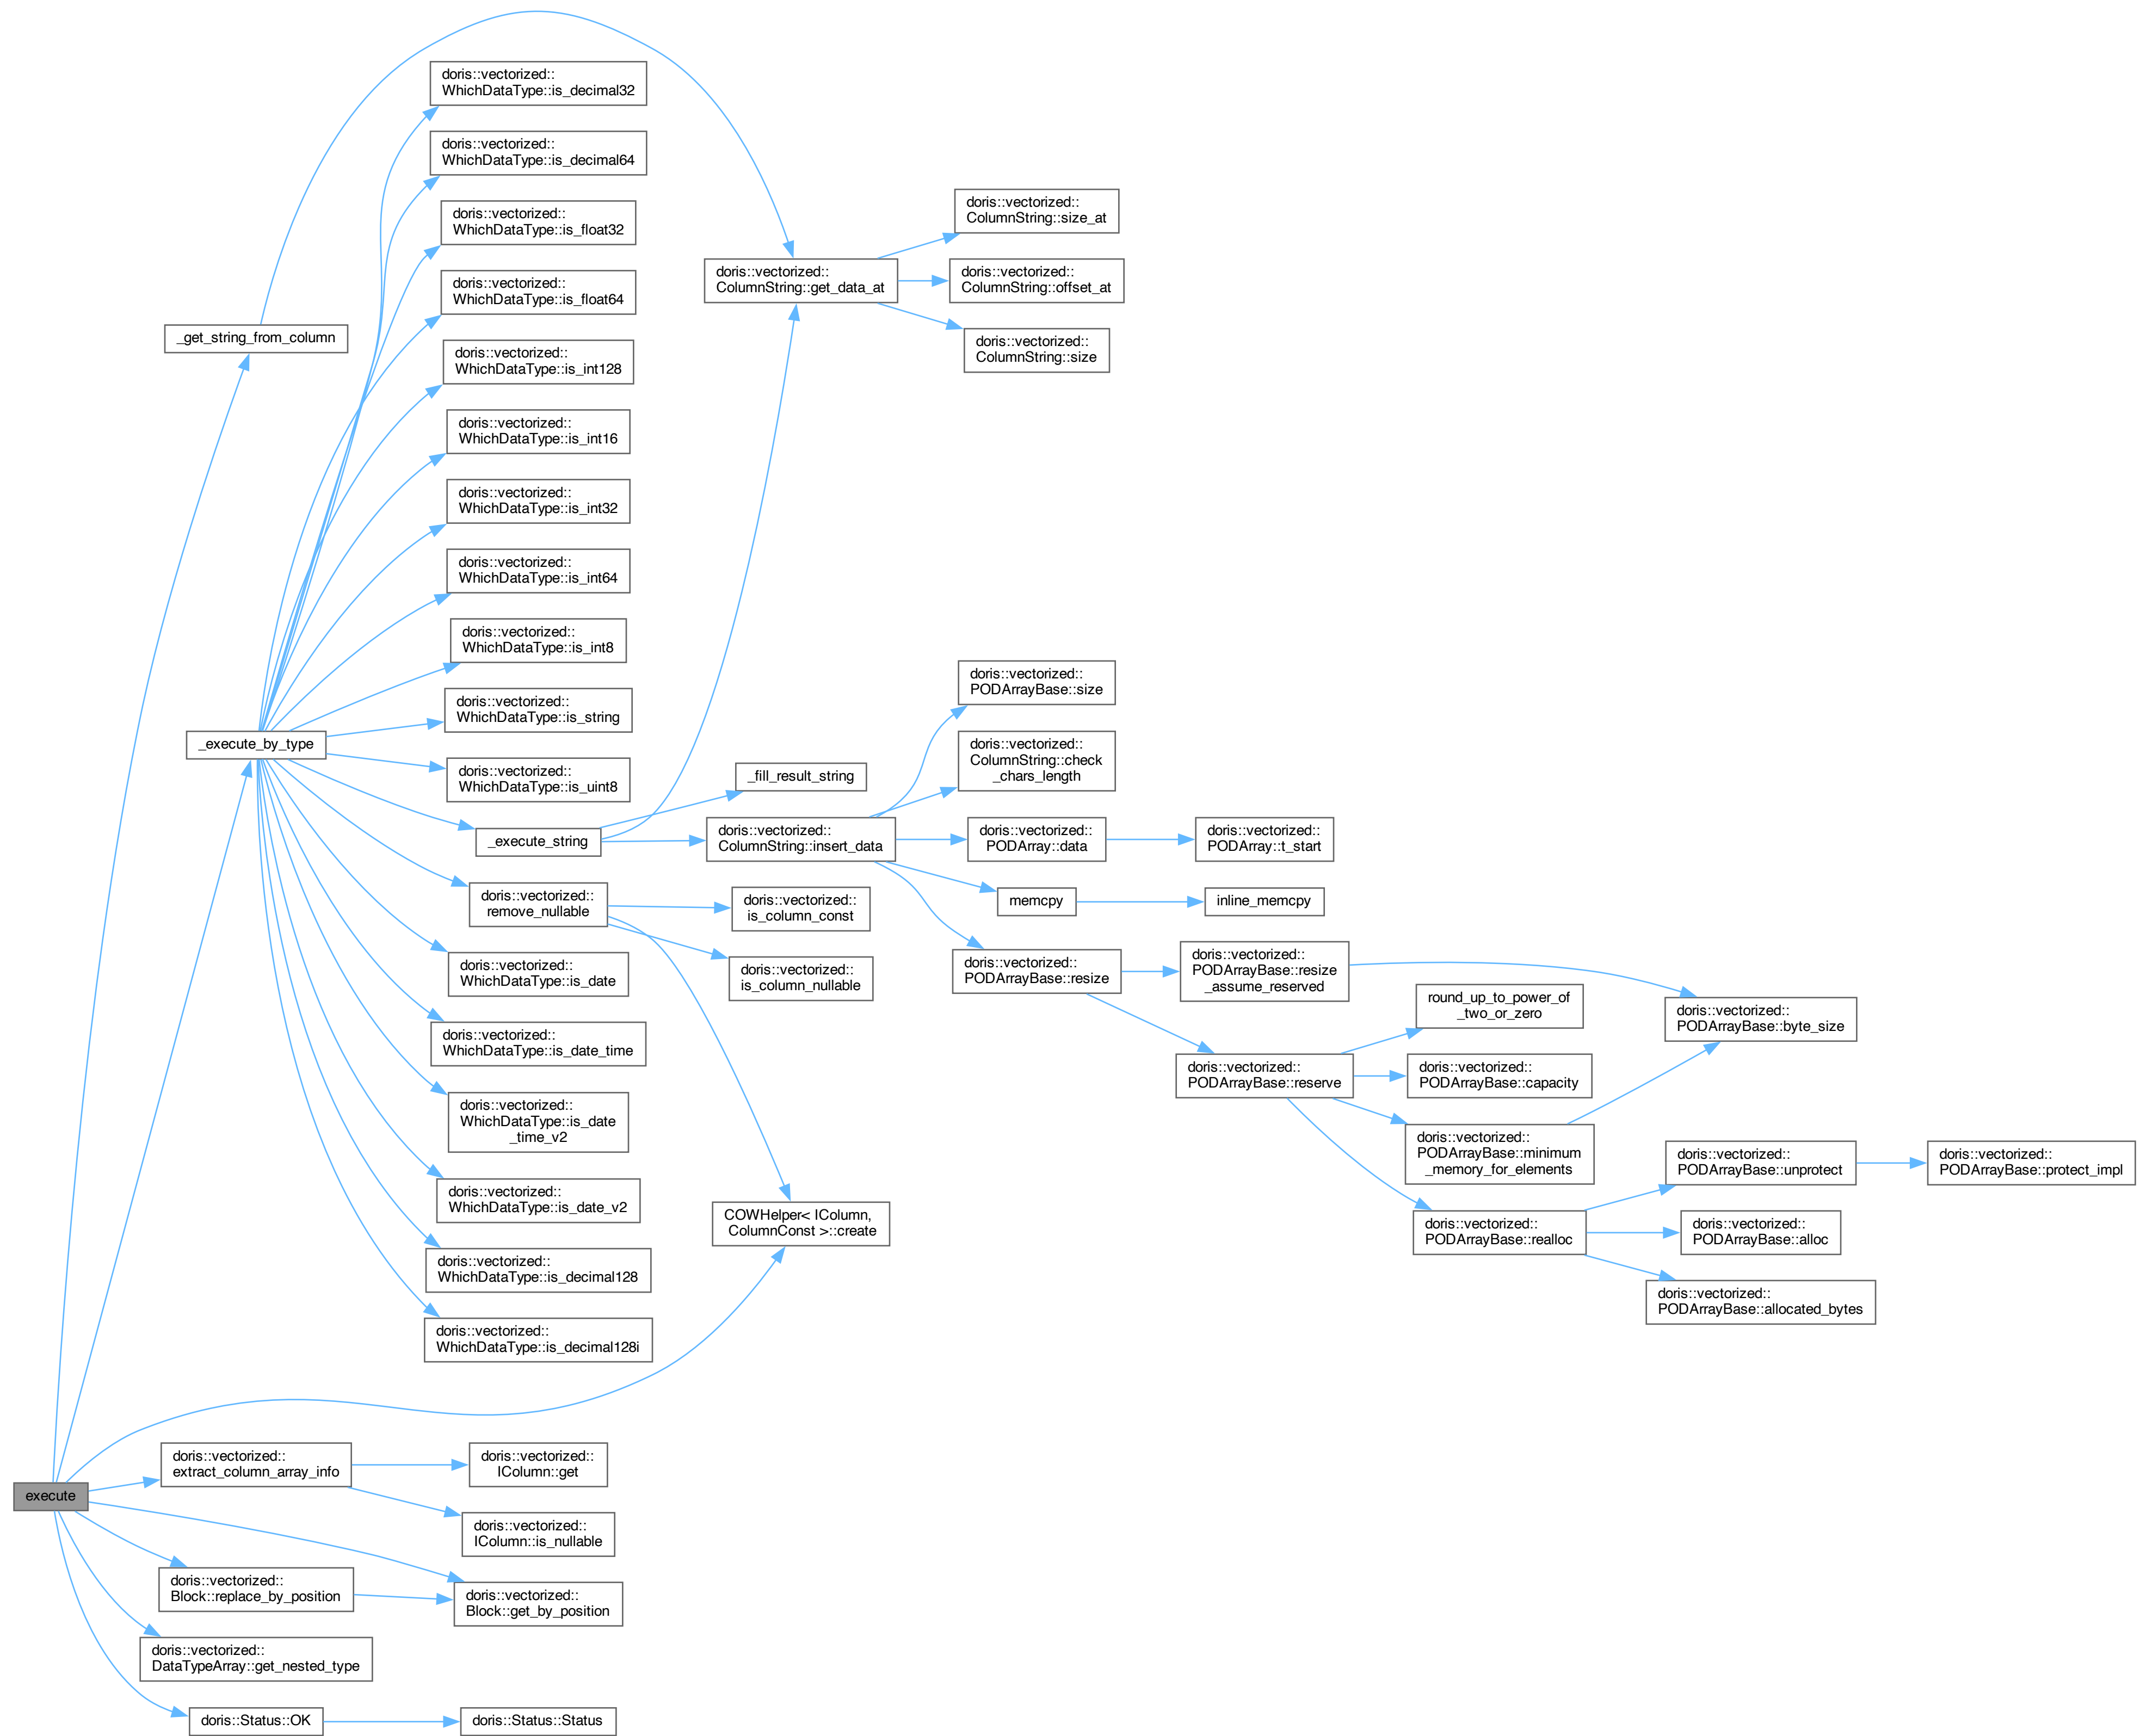 doris::vectorized::
WhichDataType::is_decimal32
doris::vectorized::
WhichDataType::is_decimal64
doris::vectorized::
WhichDataType::is_float32
doris::vectorized::
WhichDataType::is_float64
_get_string_from_column
doris::vectorized::
WhichDataType::is_int128
doris::vectorized::
WhichDataType::is_int16
doris::vectorized::
WhichDataType::is_int32
doris::vectorized::
WhichDataType::is_int64
doris::vectorized::
WhichDataType::is_int8
doris::vectorized::
WhichDataType::is_string
_execute_by_type
doris::vectorized::
WhichDataType::is_uint8
_execute_string
doris::vectorized::
remove_nullable
doris::vectorized::
WhichDataType::is_date
doris::vectorized::
WhichDataType::is_date_time
doris::vectorized::
WhichDataType::is_date
_time_v2
doris::vectorized::
WhichDataType::is_date_v2
doris::vectorized::
WhichDataType::is_decimal128
doris::vectorized::
WhichDataType::is_decimal128i
doris::vectorized::
ColumnString::get_data_at
doris::vectorized::
ColumnString::size_at
doris::vectorized::
ColumnString::offset_at
doris::vectorized::
ColumnString::size
_fill_result_string
doris::vectorized::
ColumnString::insert_data
doris::vectorized::
is_column_const
doris::vectorized::
is_column_nullable
COWHelper< IColumn,
ColumnConst >::create
doris::vectorized::
PODArrayBase::size
doris::vectorized::
ColumnString::check
_chars_length
doris::vectorized::
PODArray::data
doris::vectorized::
PODArray::t_start
memcpy
inline_memcpy
doris::vectorized::
PODArrayBase::resize
doris::vectorized::
PODArrayBase::resize
_assume_reserved
doris::vectorized::
PODArrayBase::reserve
round_up_to_power_of
_two_or_zero
doris::vectorized::
PODArrayBase::capacity
doris::vectorized::
PODArrayBase::minimum
_memory_for_elements
doris::vectorized::
PODArrayBase::realloc
doris::vectorized::
PODArrayBase::byte_size
doris::vectorized::
PODArrayBase::unprotect
doris::vectorized::
PODArrayBase::protect_impl
doris::vectorized::
PODArrayBase::alloc
doris::vectorized::
PODArrayBase::allocated_bytes
execute
doris::vectorized::
extract_column_array_info
doris::vectorized::
IColumn::get
doris::vectorized::
IColumn::is_nullable
doris::vectorized::
Block::replace_by_position
doris::vectorized::
Block::get_by_position
doris::vectorized::
DataTypeArray::get_nested_type
doris::Status::OK
doris::Status::Status